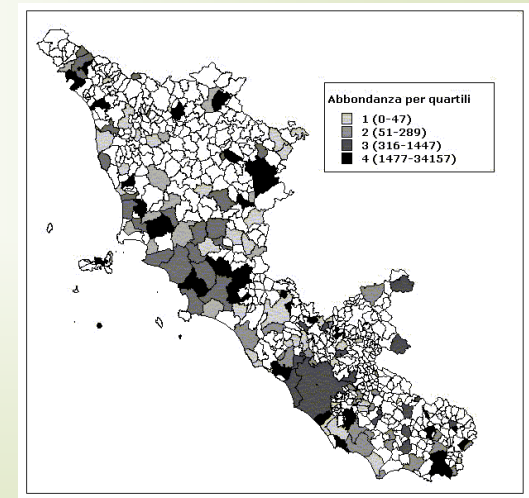 Abbondanza per quartili
1 (0-47)
2 (51-289)
3 (316-1447)
4 (1477-34157)